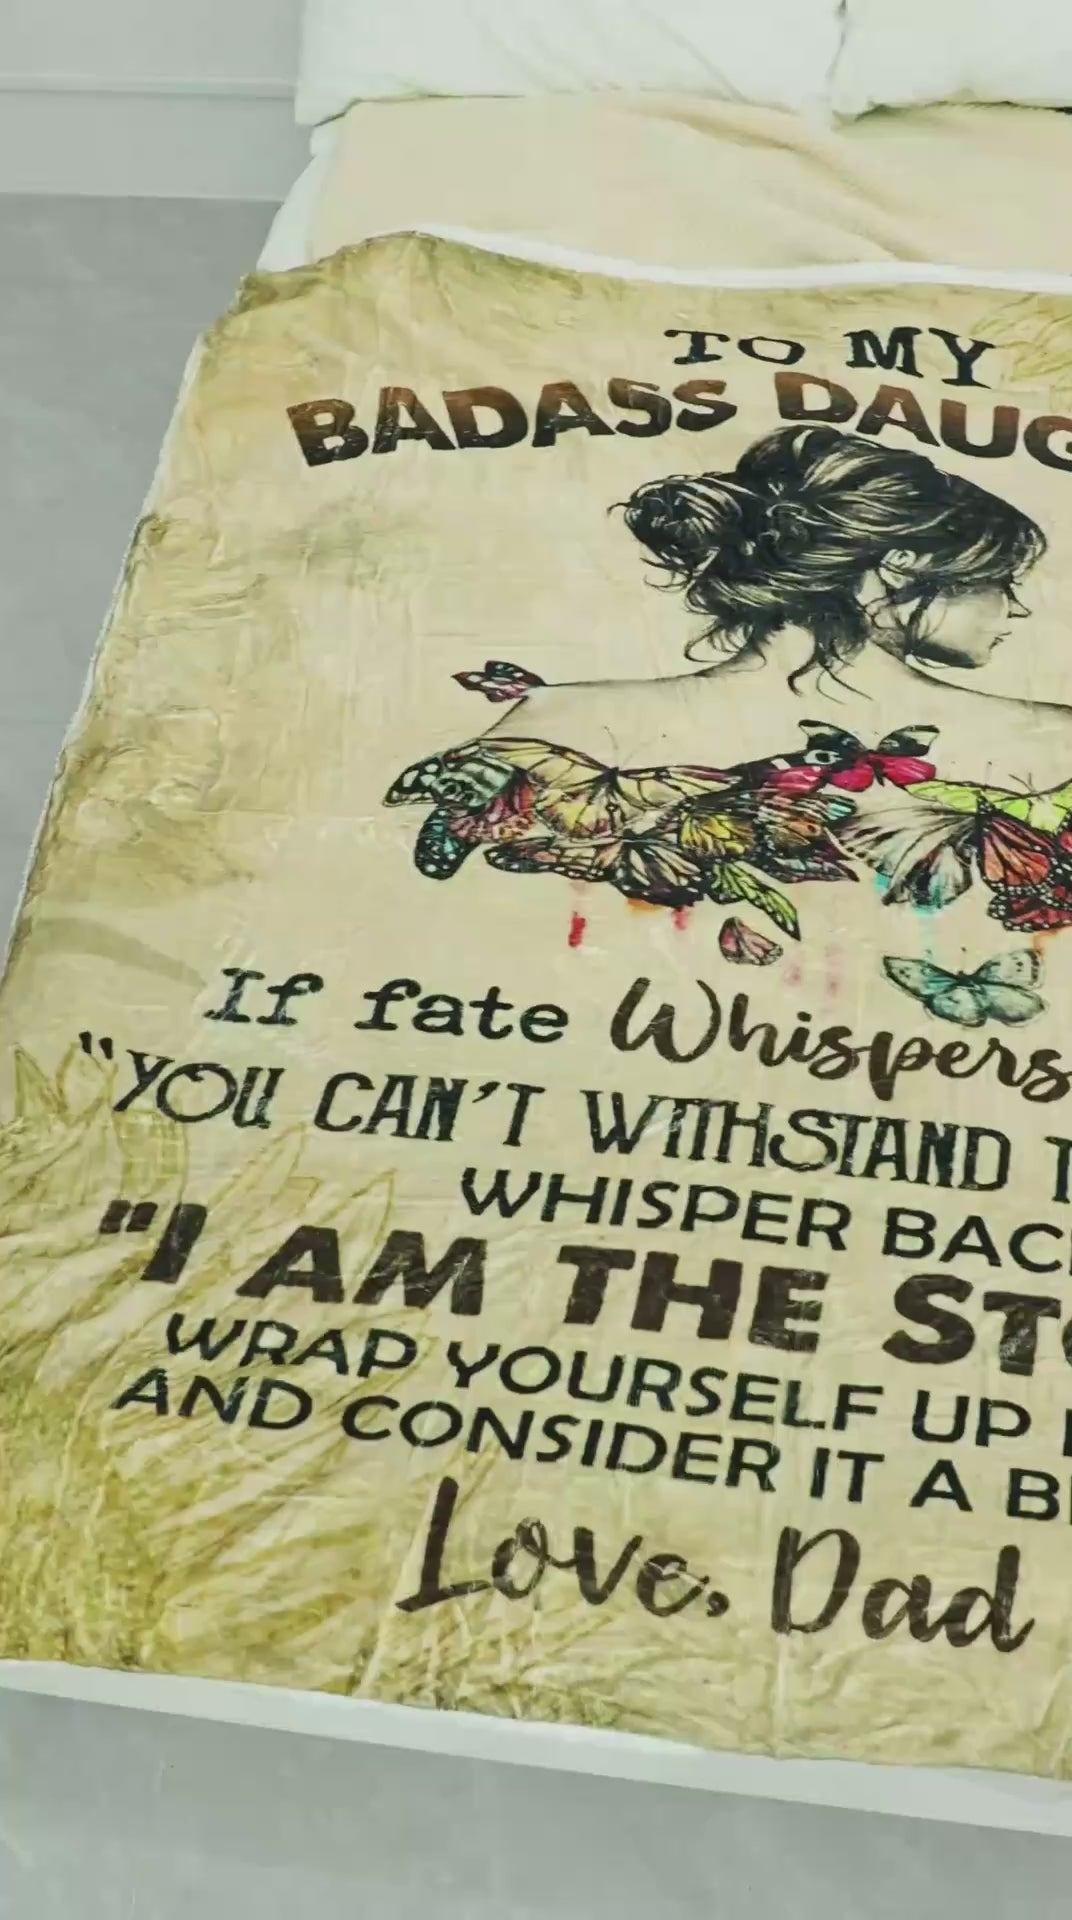 TO MY
BADASS DAUG
If fate Whispers
"YOU CAN'T WITHSTAND T
WHISPER BAC
"I AM THE STO
WRAP YOURSELF UP
AND CONSIDER IT A B
Love, Dad